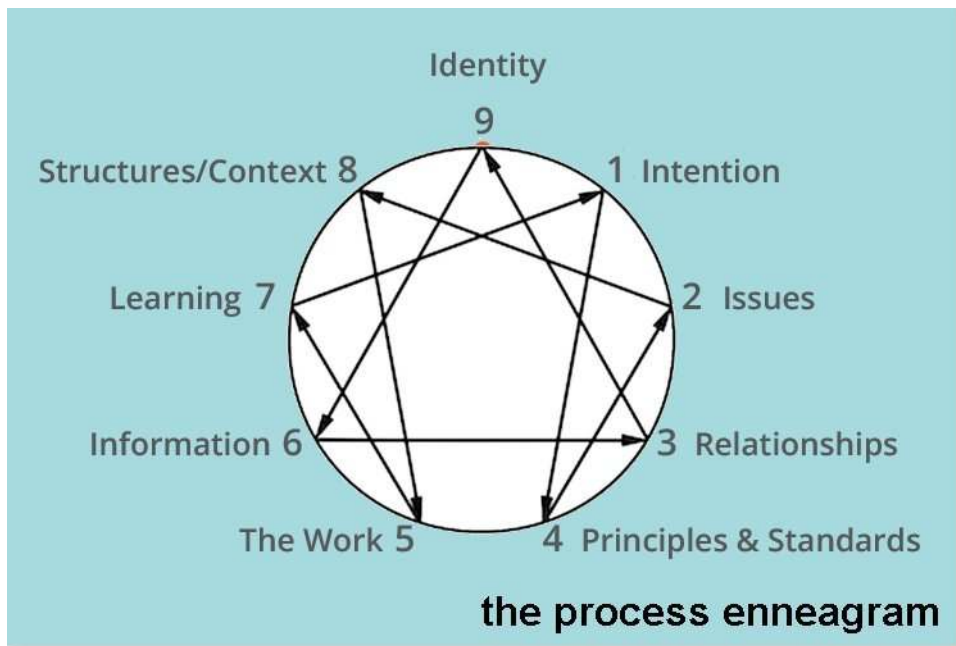 Identity
9
Structures/Context 8
1 Intention
Learning 7
2 Issues
Information 6
3 Relationships
The Work 5
4 Principles & Standards
the process enneagram